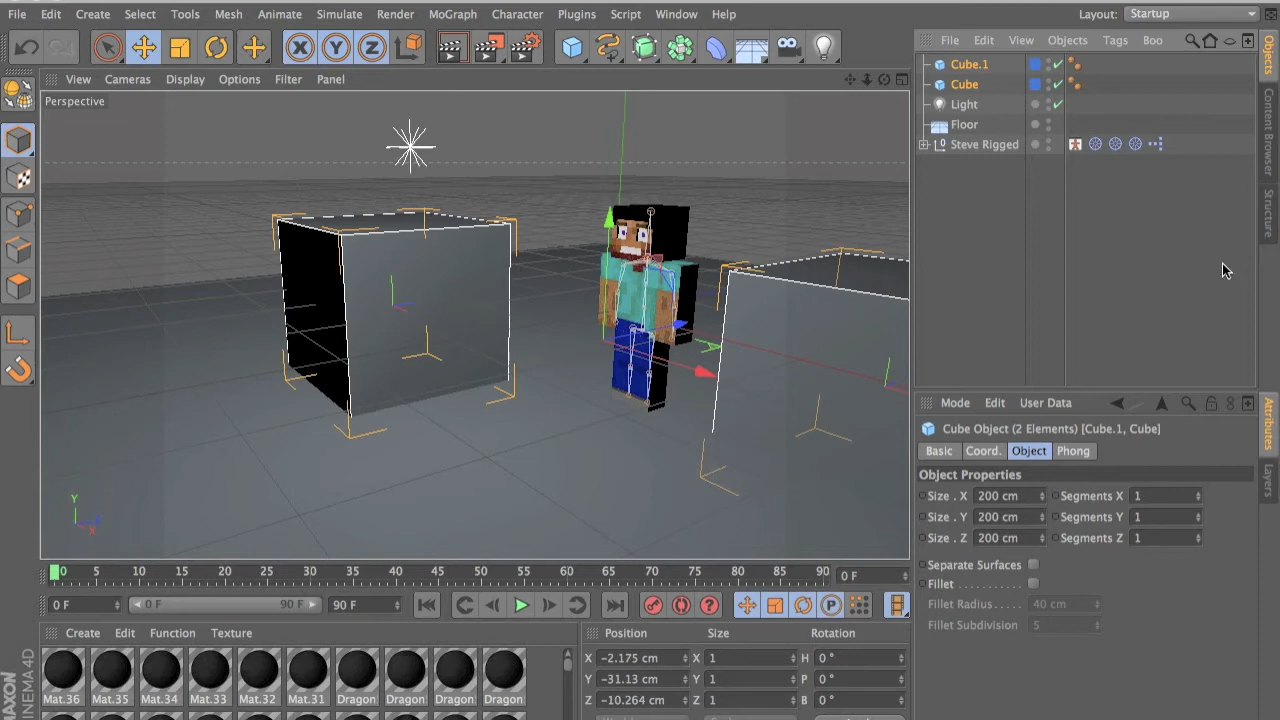 File Edit Create Select Tools Mesh Animate Simulate Render MoGraph Character Plugins Script Window Help Layout: Startup
X Y Z
File Edit View Objects Tags Boo
View Cameras Display Options Filter Panel
Perspective
Cube.1
Cube
Light
Floor
Steve Rigged
Objects
Content Browser
Structure
Mode Edit User Data
Cube Object (2 Elements) [Cube.1, Cube]
Basic Coord. Object Phong
Object Properties
Size . X 200 cm Segments X 1
Size . Y 200 cm Segments Y 1
Size . Z 200 cm Segments Z 1
Separate Surfaces
Fillet . . . . . . . . . . .
Fillet Radius . . . . . 40 cm
Fillet Subdivision 5
Attributes
Layers
Y
X
0 5 10 15 20 25 30 35 40 45 50 55 60 65 70 75 80 85 90 0 F
0 F 0 F 90 F 90 F
P
Create Edit Function Texture
Mat.36 Mat.35 Mat.34 Mat.33 Mat.32 Mat.31 Dragon Dragon Dragon Dragon
Position Size Rotation
X -2.175 cm X 1 H 0 °
Y -31.13 cm Y 1 P 0 °
Z -10.264 cm Z 1 B 0 °
MAXON
CINEMA 4D